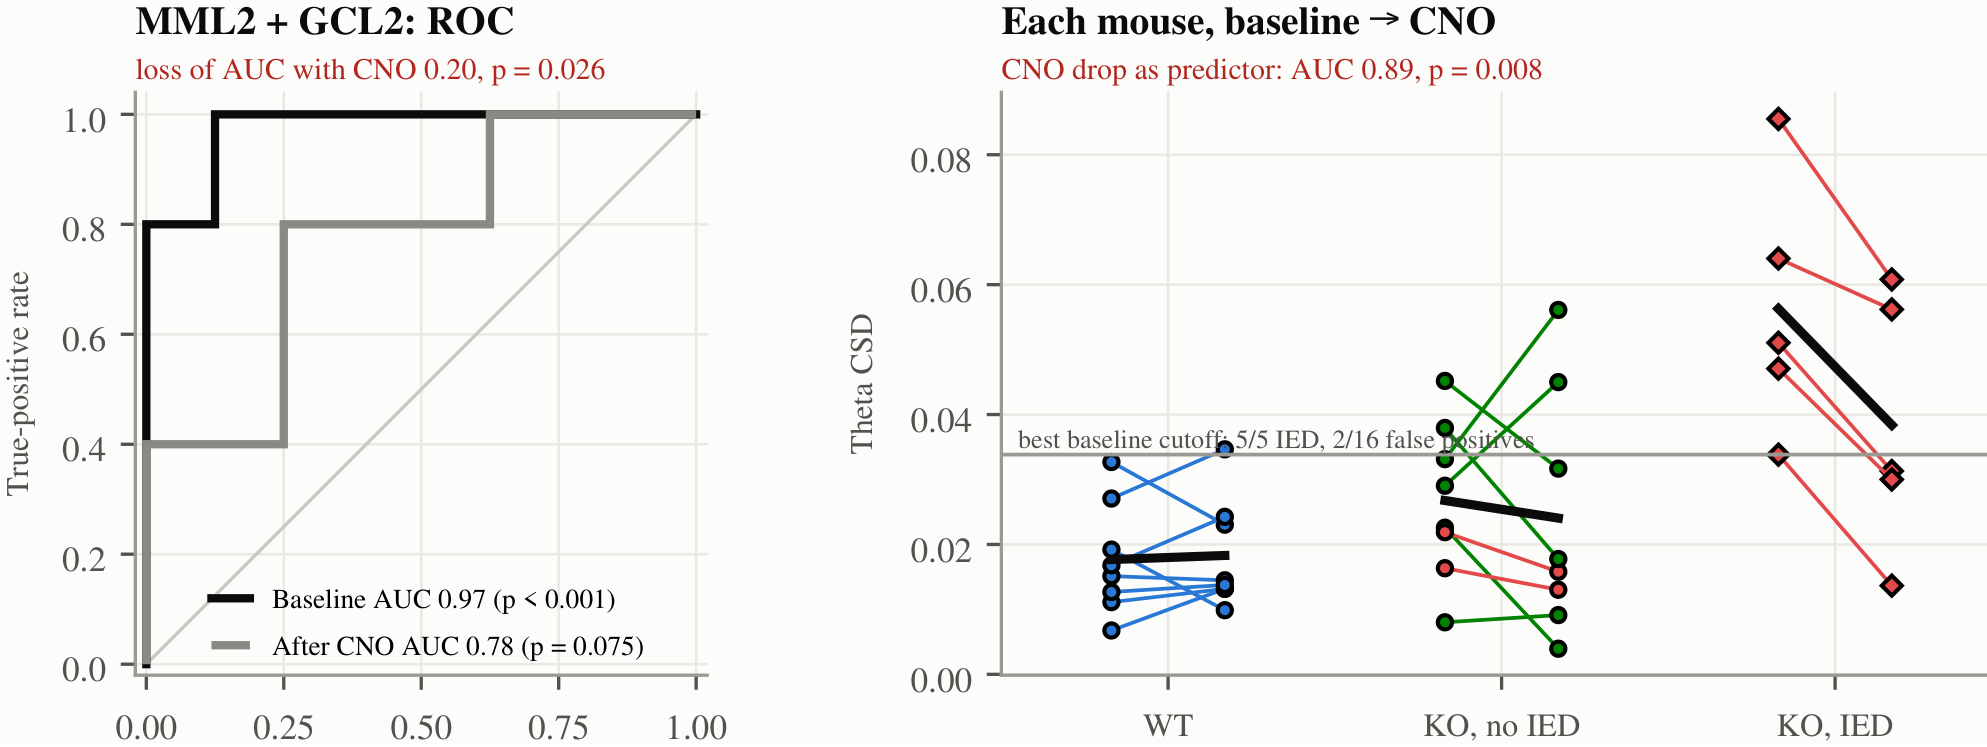 MML2 + GCL2: ROC
loss of AUC with CNO 0.20, p = 0.026
True-positive rate
1.0
0.8
0.6
0.4
0.2
0.0
Baseline AUC 0.97 (p < 0.001)
After CNO AUC 0.78 (p = 0.075)
0.00 0.25 0.50 0.75 1.00
Each mouse, baseline → CNO
CNO drop as predictor: AUC 0.89, p = 0.008
Theta CSD
0.08
0.06
0.04
best baseline cutoff: 5/5 IED, 2/16 false positives
0.02
0.00
WT KO, no IED KO, IED